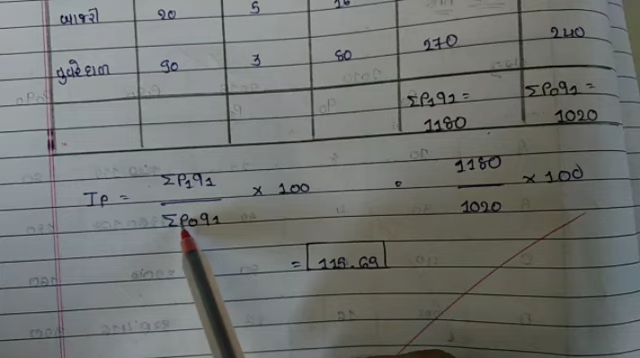 બાજરી 20 5 16
તુવેરદાળ 90 3 80 270 240
ΣP₁q₁ = 1180 ΣP₀q₁ = 1020
Ip = ΣP₁q₁ / ΣP₀q₁ × 100 = 1180 / 1020 × 100
= 115.69